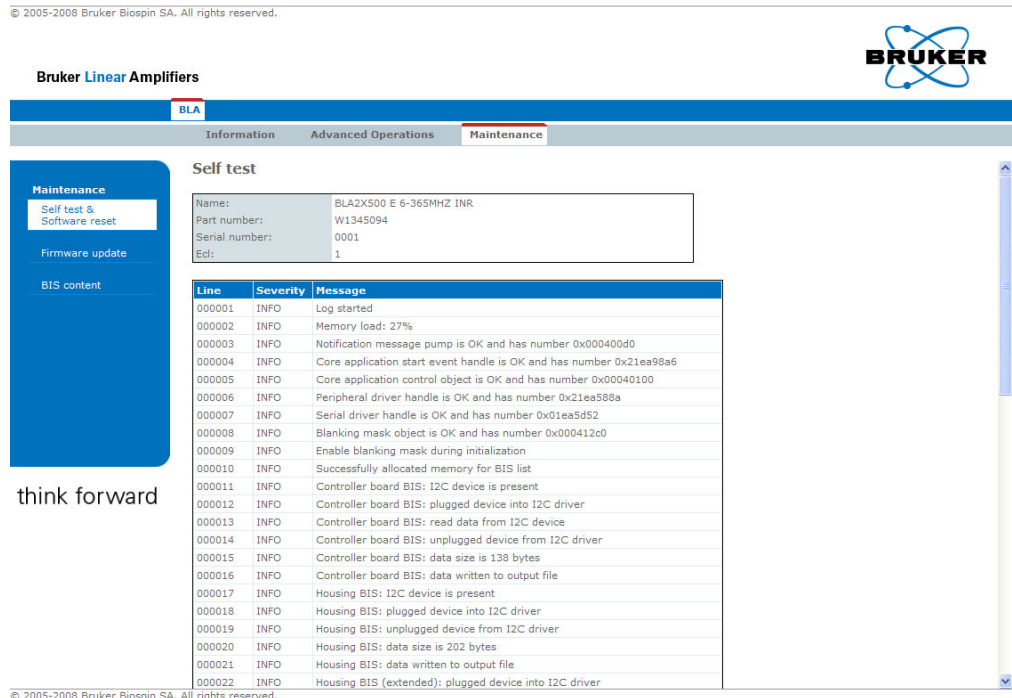 © 2005-2008 Bruker Biospin SA. All rights reserved.
BRUKER
Bruker Linear Amplifiers
BLA
Information Advanced Operations Maintenance
Maintenance
Self test &
Software reset
Firmware update
BIS content
think forward
Self test
Name: BLA2X500 E 6-365MHZ INR
Part number: W1345094
Serial number: 0001
Ecl: 1
Line Severity Message
000001 INFO Log started
000002 INFO Memory load: 27%
000003 INFO Notification message pump is OK and has number 0x000400d0
000004 INFO Core application start event handle is OK and has number 0x21ea98a6
000005 INFO Core application control object is OK and has number 0x00040100
000006 INFO Peripheral driver handle is OK and has number 0x21ea588a
000007 INFO Serial driver handle is OK and has number 0x01ea5d52
000008 INFO Blanking mask object is OK and has number 0x000412c0
000009 INFO Enable blanking mask during initialization
000010 INFO Successfully allocated memory for BIS list
000011 INFO Controller board BIS: I2C device is present
000012 INFO Controller board BIS: plugged device into I2C driver
000013 INFO Controller board BIS: read data from I2C device
000014 INFO Controller board BIS: unplugged device from I2C driver
000015 INFO Controller board BIS: data size is 138 bytes
000016 INFO Controller board BIS: data written to output file
000017 INFO Housing BIS: I2C device is present
000018 INFO Housing BIS: plugged device into I2C driver
000019 INFO Housing BIS: unplugged device from I2C driver
000020 INFO Housing BIS: data size is 202 bytes
000021 INFO Housing BIS: data written to output file
000022 INFO Housing BIS (extended): plugged device into I2C driver
© 2005-2008 Bruker Biospin SA. All rights reserved.